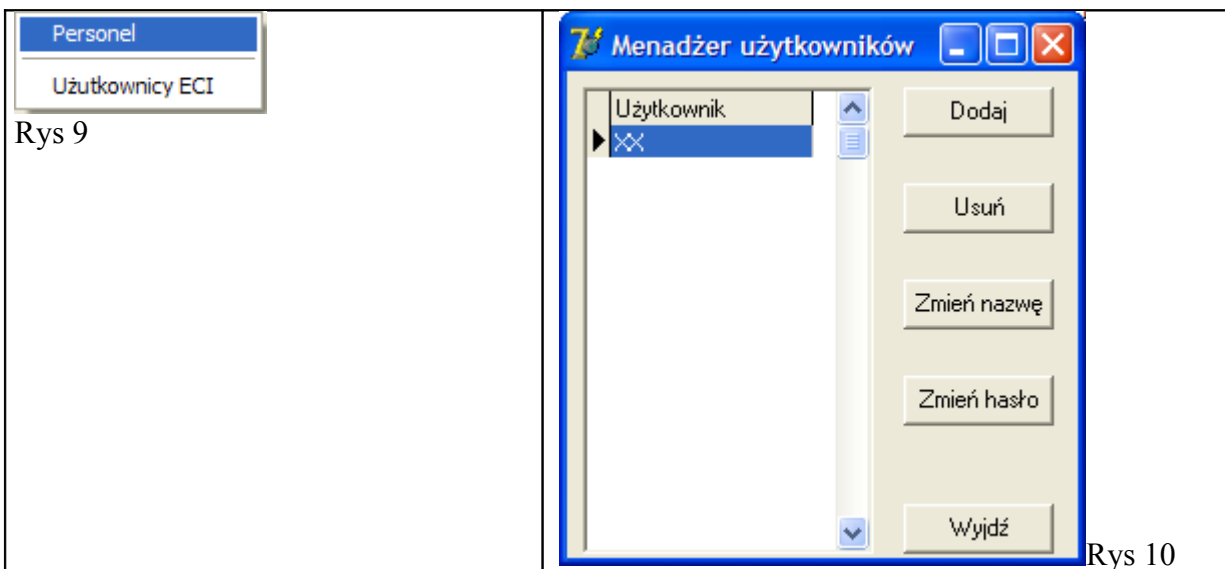 Personel
Użutkownicy ECI
Rys 9
Menadżer użytkowników
Użytkownik
XX
Dodaj
Usuń
Zmień nazwę
Zmień hasło
Wyjdź
Rys 10